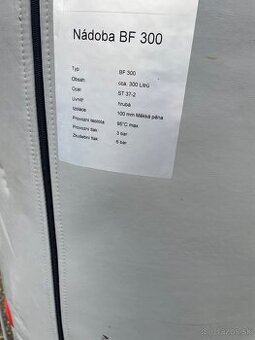 Nádoba BF 300
Typ BF 300
Obsah: cca. 300 Litrů
Ocel ST 37-2
Uvnitř hrubá
Izolace 100 mm Měkká pěna
Provozní teplota 95°C max.
Provozní tlak 3 bar
Zkušební tlak: 6 bar